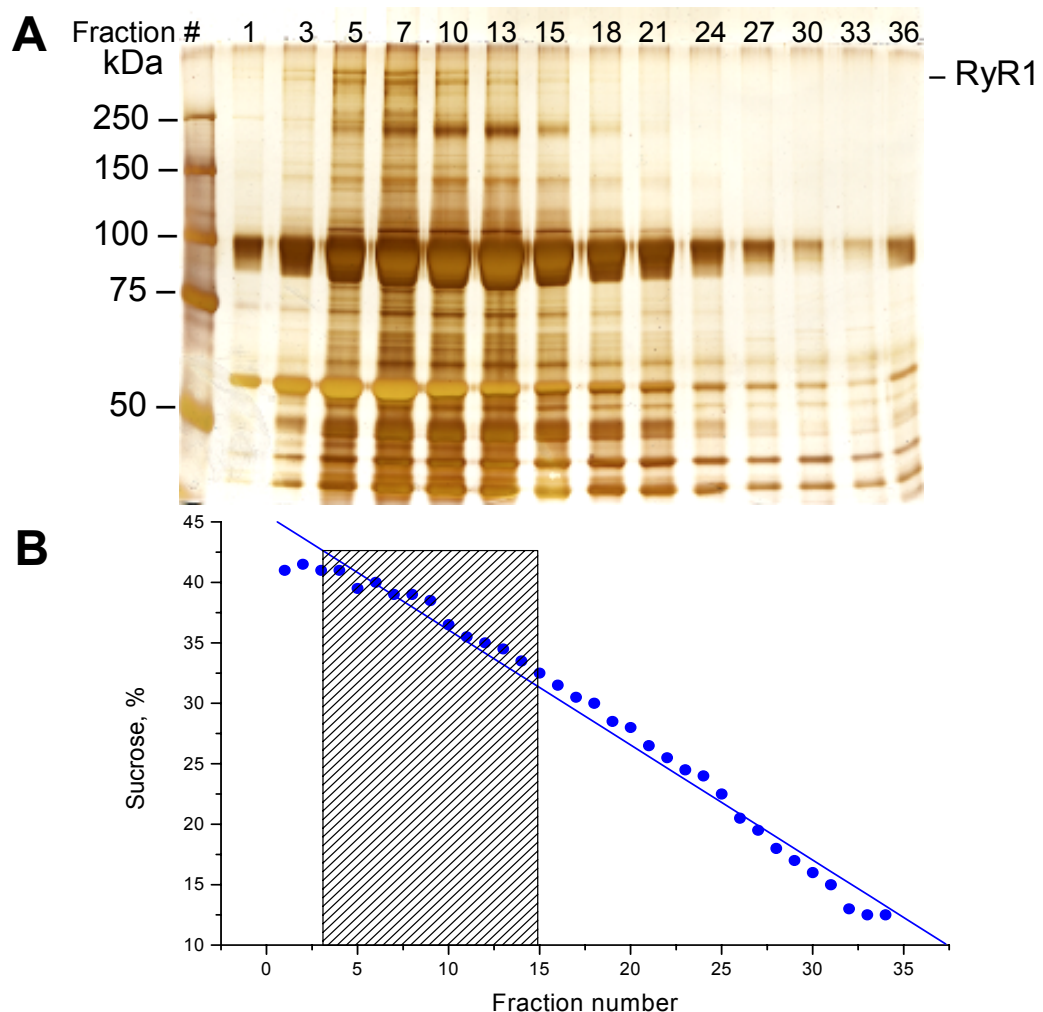 A
Fraction # 1 3 5 7 10 13 15 18 21 24 27 30 33 36
kDa
– RyR1
250 –
150 –
100 –
75 –
50 –
B
45
40
35
30
25
20
15
10
Sucrose, %
0 5 10 15 20 25 30 35
Fraction number